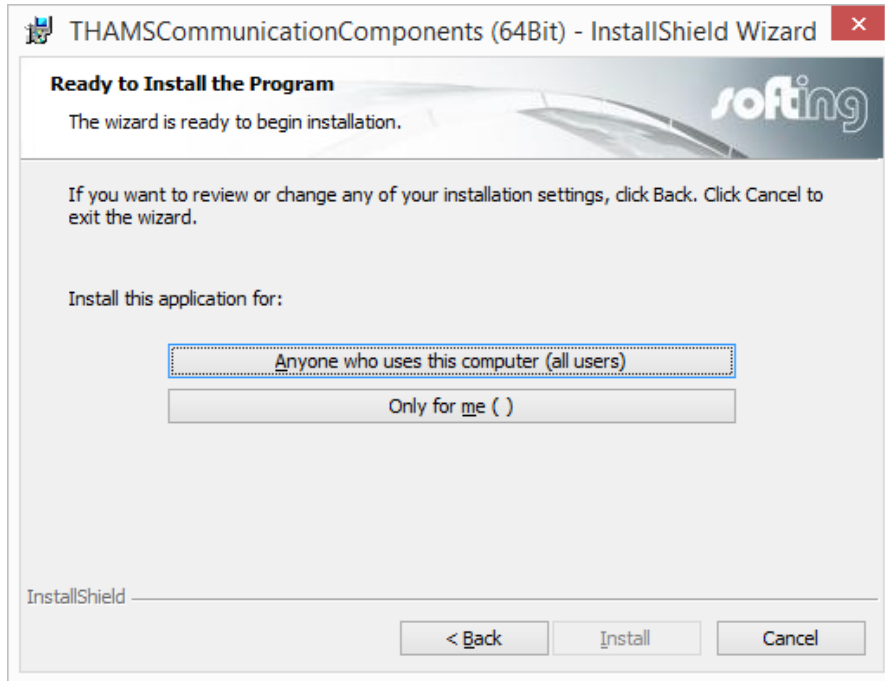 THAMSCommunicationComponents (64Bit) - InstallShield Wizard
Ready to Install the Program
The wizard is ready to begin installation.
softing
If you want to review or change any of your installation settings, click Back. Click Cancel to
exit the wizard.
Install this application for:
Anyone who uses this computer (all users)
Only for me ( )
InstallShield
< Back Install Cancel